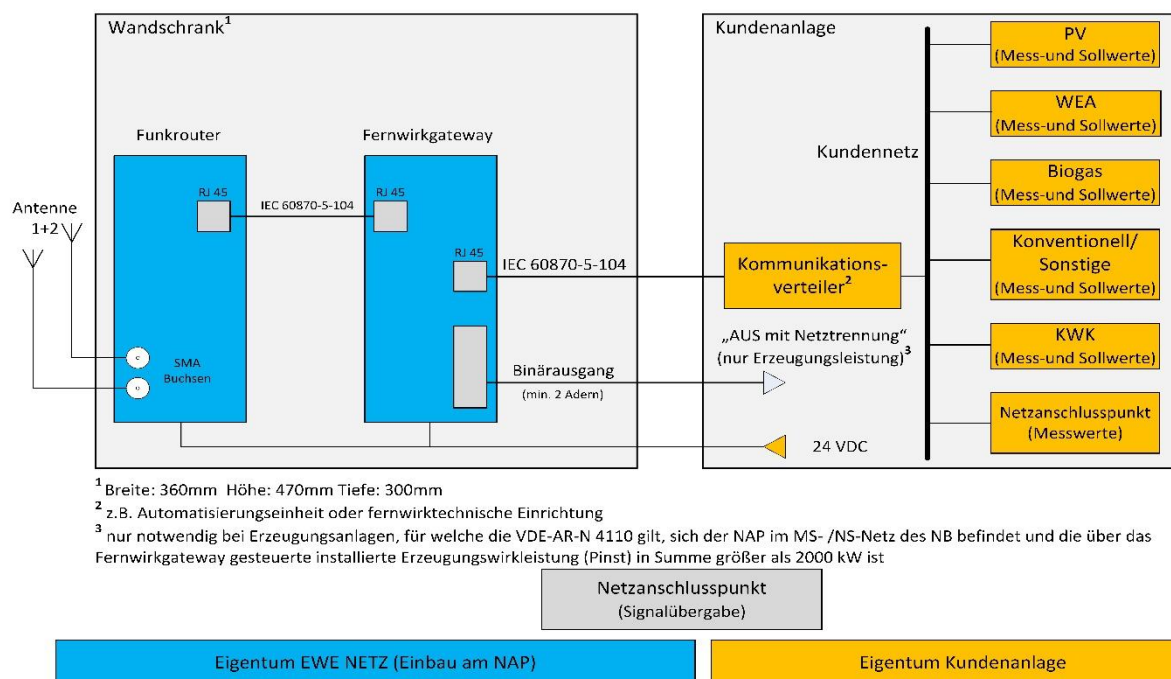 Wandschrank1
Funkrouter
Fernwirkgateway
RJ 45
IEC 60870-5-104
RJ 45
Antenne
1+2
RJ 45
IEC 60870-5-104
SMA
Buchsen
Binärausgang
(min. 2 Adern)
Kundenanlage
Kundennetz
Kommunikations-
verteiler2
„AUS mit Netztrennung“
(nur Erzeugungsleistung)3
24 VDC
PV
(Mess-und Sollwerte)
WEA
(Mess-und Sollwerte)
Biogas
(Mess-und Sollwerte)
Konventionell/
Sonstige
(Mess-und Sollwerte)
KWK
(Mess-und Sollwerte)
Netzanschlusspunkt
(Messwerte)
1 Breite: 360mm Höhe: 470mm Tiefe: 300mm
2 z.B. Automatisierungseinheit oder fernwirktechnische Einrichtung
3 nur notwendig bei Erzeugungsanlagen, für welche die VDE-AR-N 4110 gilt, sich der NAP im MS- /NS-Netz des NB befindet und die über das
Fernwirkgateway gesteuerte installierte Erzeugungswirkleistung (Pinst) in Summe größer als 2000 kW ist
Netzanschlusspunkt
(Signalübergabe)
Eigentum EWE NETZ (Einbau am NAP)
Eigentum Kundenanlage